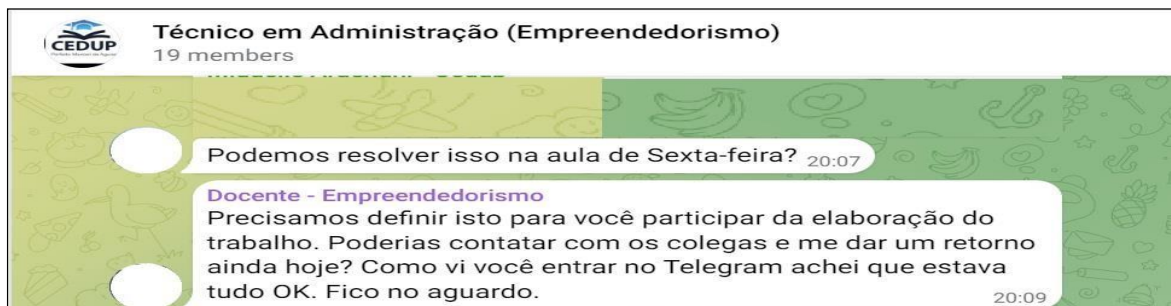 CEDUP
Técnico em Administração (Empreendedorismo)
19 members
Podemos resolver isso na aula de Sexta-feira? 20:07
Docente - Empreendedorismo
Precisamos definir isto para você participar da elaboração do
trabalho. Poderias contatar com os colegas e me dar um retorno
ainda hoje? Como vi você entrar no Telegram achei que estava
tudo OK. Fico no aguardo. 20:09